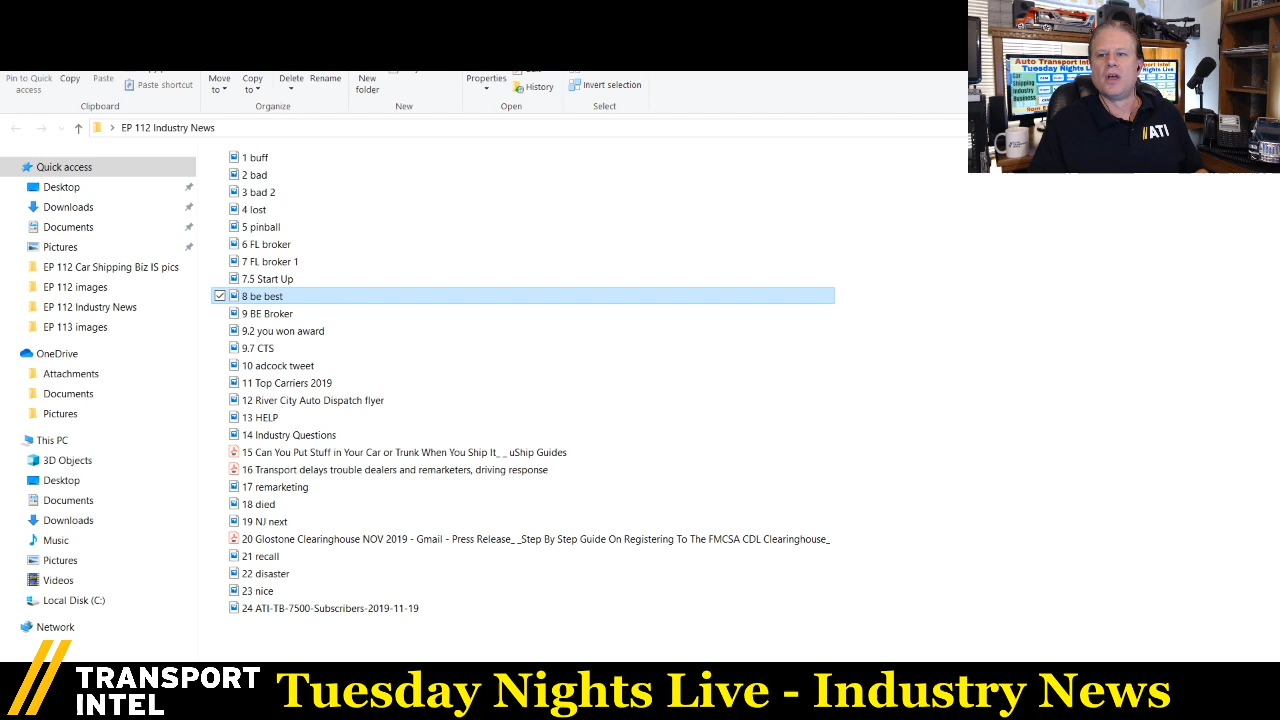 Pin to Quick access
Copy
Paste
Paste shortcut
Move to
Copy to
Delete
Rename
New folder
Properties
History
Invert selection
Clipboard
Organize
New
Open
Select
EP 112 Industry News
Quick access
Desktop
Downloads
Documents
Pictures
EP 112 Car Shipping Biz IS pics
EP 112 images
EP 112 Industry News
EP 113 images
OneDrive
Attachments
Documents
Pictures
This PC
3D Objects
Desktop
Documents
Downloads
Music
Pictures
Videos
Local Disk (C:)
Network
1 buff
2 bad
3 bad 2
4 lost
5 pinball
6 FL broker
7 FL broker 1
7.5 Start Up
8 be best
9 BE Broker
9.2 you won award
9.7 CTS
10 adcock tweet
11 Top Carriers 2019
12 River City Auto Dispatch flyer
13 HELP
14 Industry Questions
15 Can You Put Stuff in Your Car or Trunk When You Ship It_ _ uShip Guides
16 Transport delays trouble dealers and remarketers, driving response
17 remarketing
18 died
19 NJ next
20 Glostone Clearinghouse NOV 2019 - Gmail - Press Release_ _Step By Step Guide On Registering To The FMCSA CDL Clearinghouse_
21 recall
22 disaster
23 nice
24 ATI-TB-7500-Subscribers-2019-11-19
Auto Transport Intel
Tuesday Nights Live
Car
Shipping
Industry
Business
ATI
TRANSPORT
INTEL
Tuesday Nights Live - Industry News